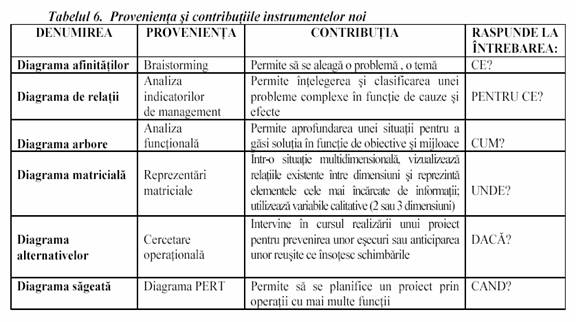 Tabelul 6. Proveniența și contribuțiile instrumentelor noi
DENUMIREA PROVENIENȚA CONTRIBUȚIA RASPUNDE LA
ÎNTREBAREA:
Diagrama afinităților Braistorming Permite să se aleagă o problemă , o temă CE?
Diagrama de relații Analiza
indicatorilor
de management Permite înțelegerea și clasificarea unei
probleme complexe în funcție de cauze și
efecte PENTRU CE?
Diagrama arbore Analiza
funcțională Permite aprofundarea unei situații pentru a
găsi soluția în funcție de obiective și mijloace CUM?
Diagrama matricială Reprezentări
matriciale Într-o situație multidimensională, vizualizează
relațiile existente între dimensiuni și reprezintă
elementele cele mai încărcate de informații;
utilizează variabile calitative (2 sau 3 dimensiuni) UNDE?
Diagrama
alternativelor Cercetare
operațională Intervine în cursul realizării unui proiect
pentru prevenirea unor eșecuri sau anticiparea
unor reușite ce însoțesc schimbările DACĂ?
Diagrama săgeată Diagrama PERT Permite să se planifice un proiect prin
operații cu mai multe funcții CAND?